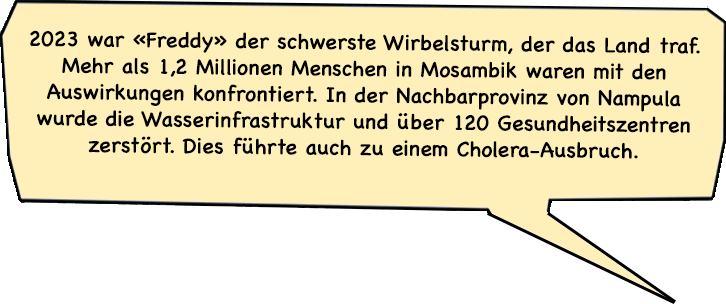 2023 war «Freddy» der schwerste Wirbelsturm, der das Land traf.
Mehr als 1,2 Millionen Menschen in Mosambik waren mit den
Auswirkungen konfrontiert. In der Nachbarprovinz von Nampula
wurde die Wasserinfrastruktur und über 120 Gesundheitszentren
zerstört. Dies führte auch zu einem Cholera-Ausbruch.